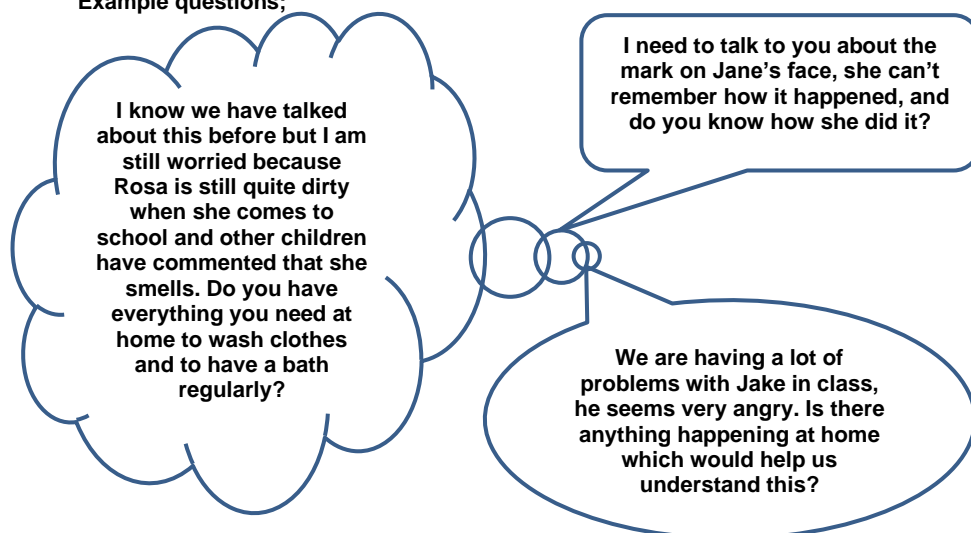 Example questions;
I know we have talked
about this before but I am
still worried because
Rosa is still quite dirty
when she comes to
school and other children
have commented that she
smells. Do you have
everything you need at
home to wash clothes
and to have a bath
regularly?
I need to talk to you about the
mark on Jane’s face, she can’t
remember how it happened, and
do you know how she did it?
We are having a lot of
problems with Jake in class,
he seems very angry. Is there
anything happening at home
which would help us
understand this?